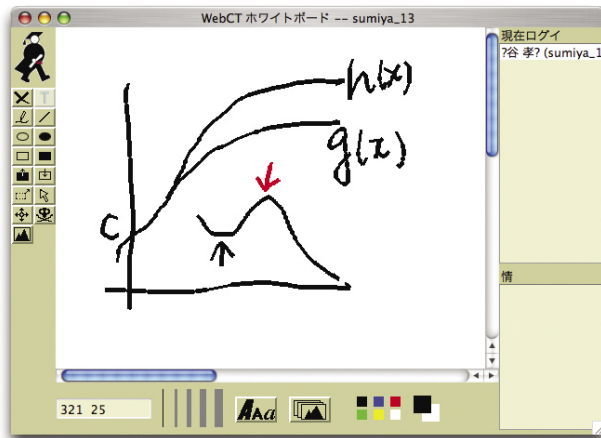 WebCT ホワイトボード -- sumiya_13
現在ログイ
?谷 孝? (sumiya_1
T
h(x)
g(x)
C
情
321 25
AAa